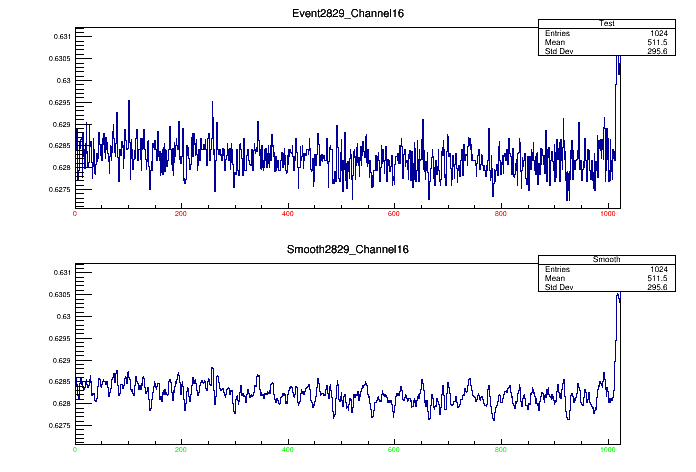 Event2829_Channel16
Test
Entries 1024
Mean 511.5
Std Dev 295.6
0.631
0.6305
0.63
0.6295
0.629
0.6285
0.628
0.6275
0 200 400 600 800 1000
Smooth2829_Channel16
Smooth
Entries 1024
Mean 511.5
Std Dev 295.6
0.631
0.6305
0.63
0.6295
0.629
0.6285
0.628
0.6275
0 200 400 600 800 1000